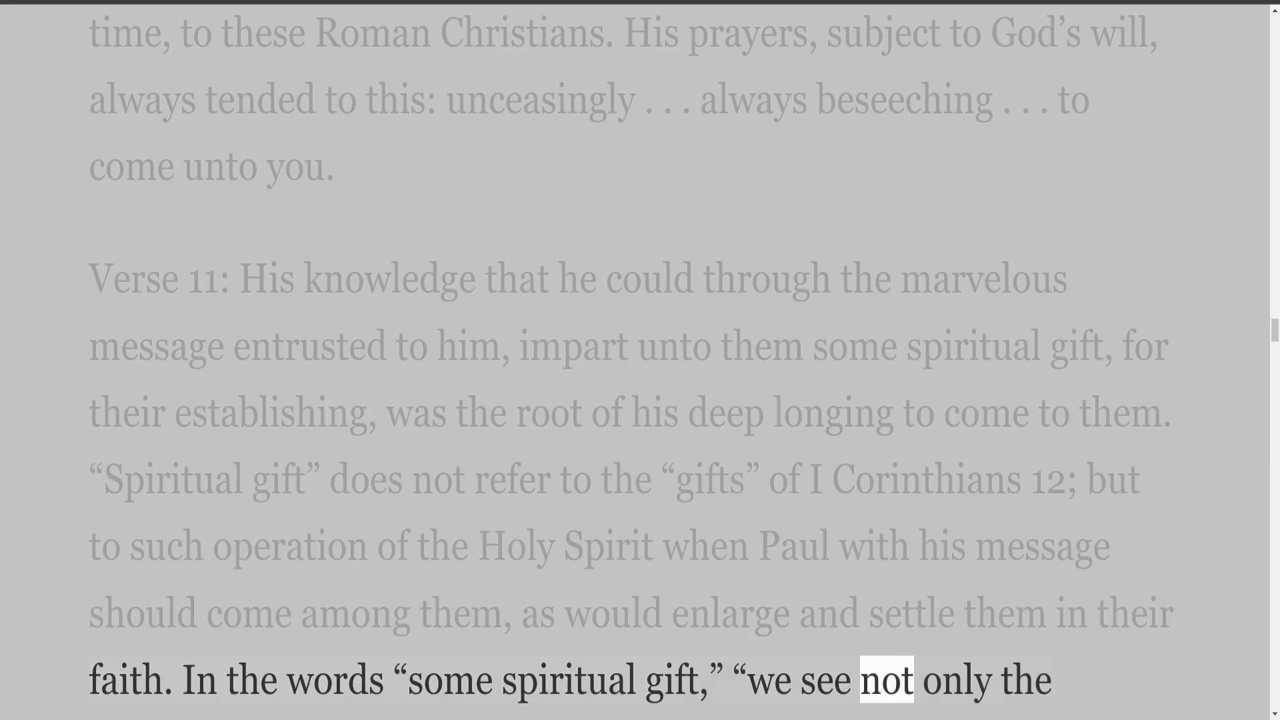 time, to these Roman Christians. His prayers, subject to God’s will,
always tended to this: unceasingly . . . always beseeching . . . to
come unto you.
Verse 11: His knowledge that he could through the marvelous
message entrusted to him, impart unto them some spiritual gift, for
their establishing, was the root of his deep longing to come to them.
“Spiritual gift” does not refer to the “gifts” of I Corinthians 12; but
to such operation of the Holy Spirit when Paul with his message
should come among them, as would enlarge and settle them in their
faith. In the words “some spiritual gift,” “we see not only the